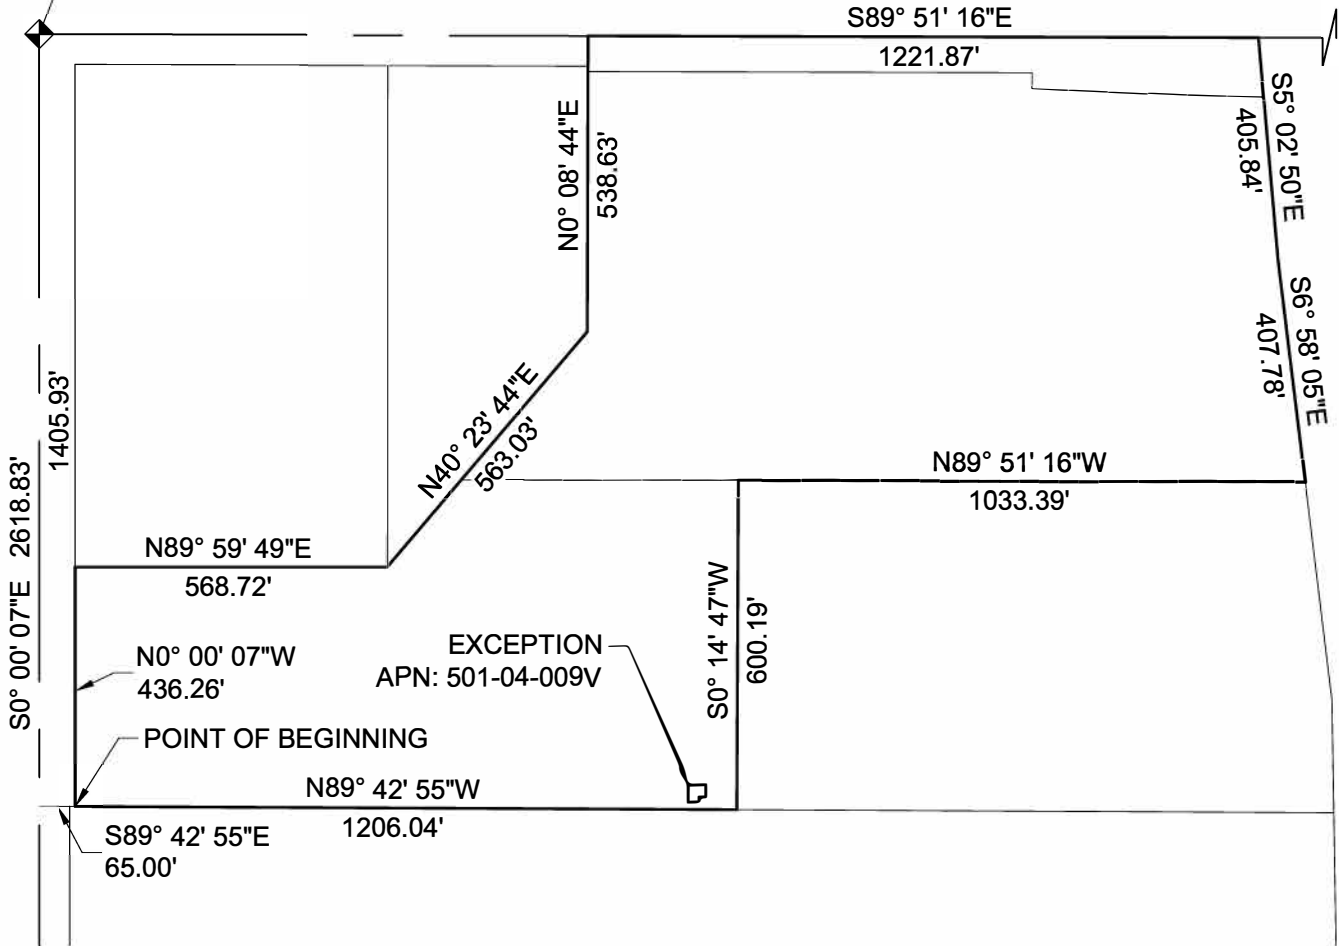 S89° 51' 16"E
1221.87'
S5° 02' 50"E
405.84'
N0° 08' 44"E
538.63'
S6° 58' 05"E
407.78'
1405.93'
N40° 23' 44"E
563.03'
N89° 51' 16"W
1033.39'
S0° 00' 07"E 2618.83'
N89° 59' 49"E
568.72'
S0° 14' 47"W
600.19'
EXCEPTION
APN: 501-04-009V
N0° 00' 07"W
436.26'
POINT OF BEGINNING
N89° 42' 55"W
1206.04'
S89° 42' 55"E
65.00'